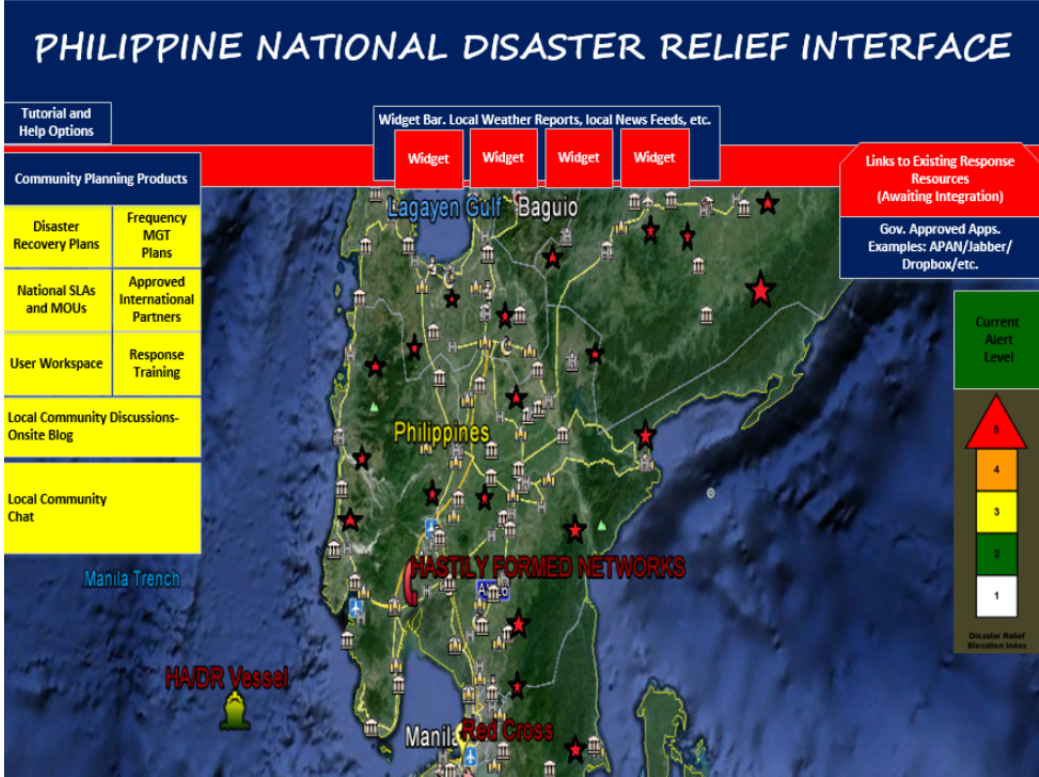 PHILIPPINE NATIONAL DISASTER RELIEF INTERFACE
Tutorial and
Help Options
Widget Bar. Local Weather Reports, local News Feeds, etc.
Widget
Widget
Widget
Widget
Links to Existing Response
Resources
(Awaiting Integration)
Gov. Approved Apps.
Examples: APAN/Jabber/
Dropbox/etc.
Community Planning Products
Disaster
Recovery Plans
Frequency
MGT
Plans
National SLAs
and MOUs
Approved
International
Partners
User Workspace
Response
Training
Local Community Discussions-
Onsite Blog
Local Community
Chat
Lagayen Gulf
Baguio
Philippines
HASTILY FORMED NETWORKS
Manila Trench
HA/DR Vessel
Manila
Red Cross
Current
Alert
Level
5
4
3
2
1
Disaster Relief
Elevation Index